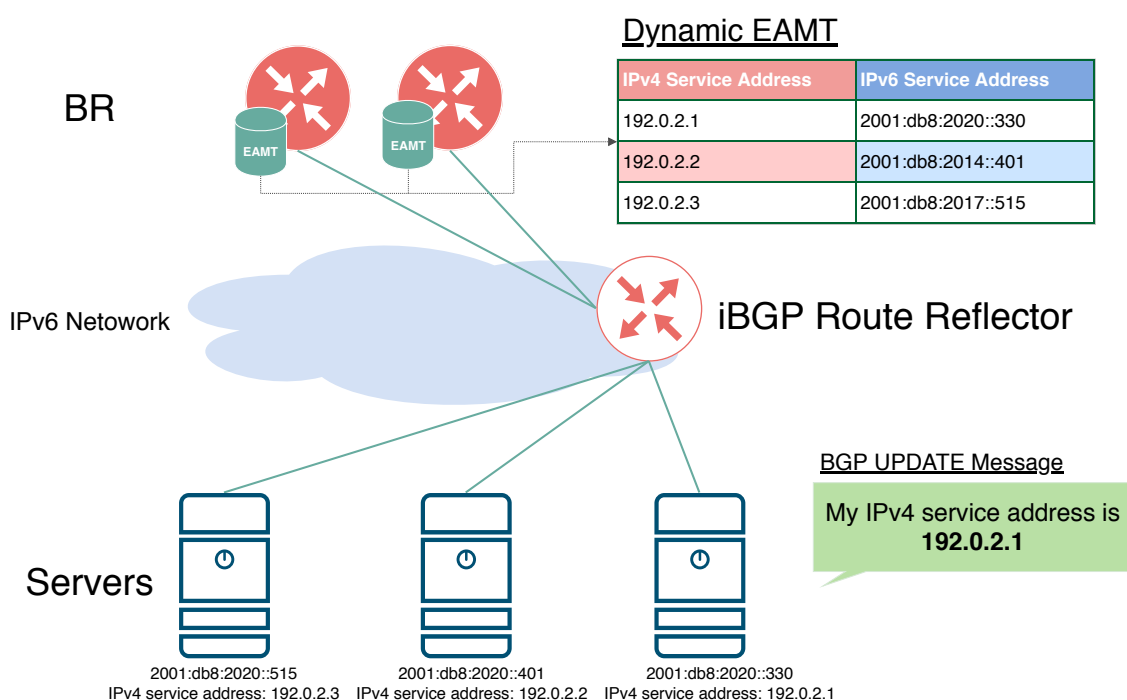 Dynamic EAMT
IPv4 Service Address IPv6 Service Address
192.0.2.1 2001:db8:2020::330
192.0.2.2 2001:db8:2014::401
192.0.2.3 2001:db8:2017::515
BR
EAMT
EAMT
IPv6 Netowork
iBGP Route Reflector
BGP UPDATE Message
My IPv4 service address is
192.0.2.1
Servers
2001:db8:2020::515
IPv4 service address: 192.0.2.3
2001:db8:2020::401
IPv4 service address: 192.0.2.2
2001:db8:2020::330
IPv4 service address: 192.0.2.1